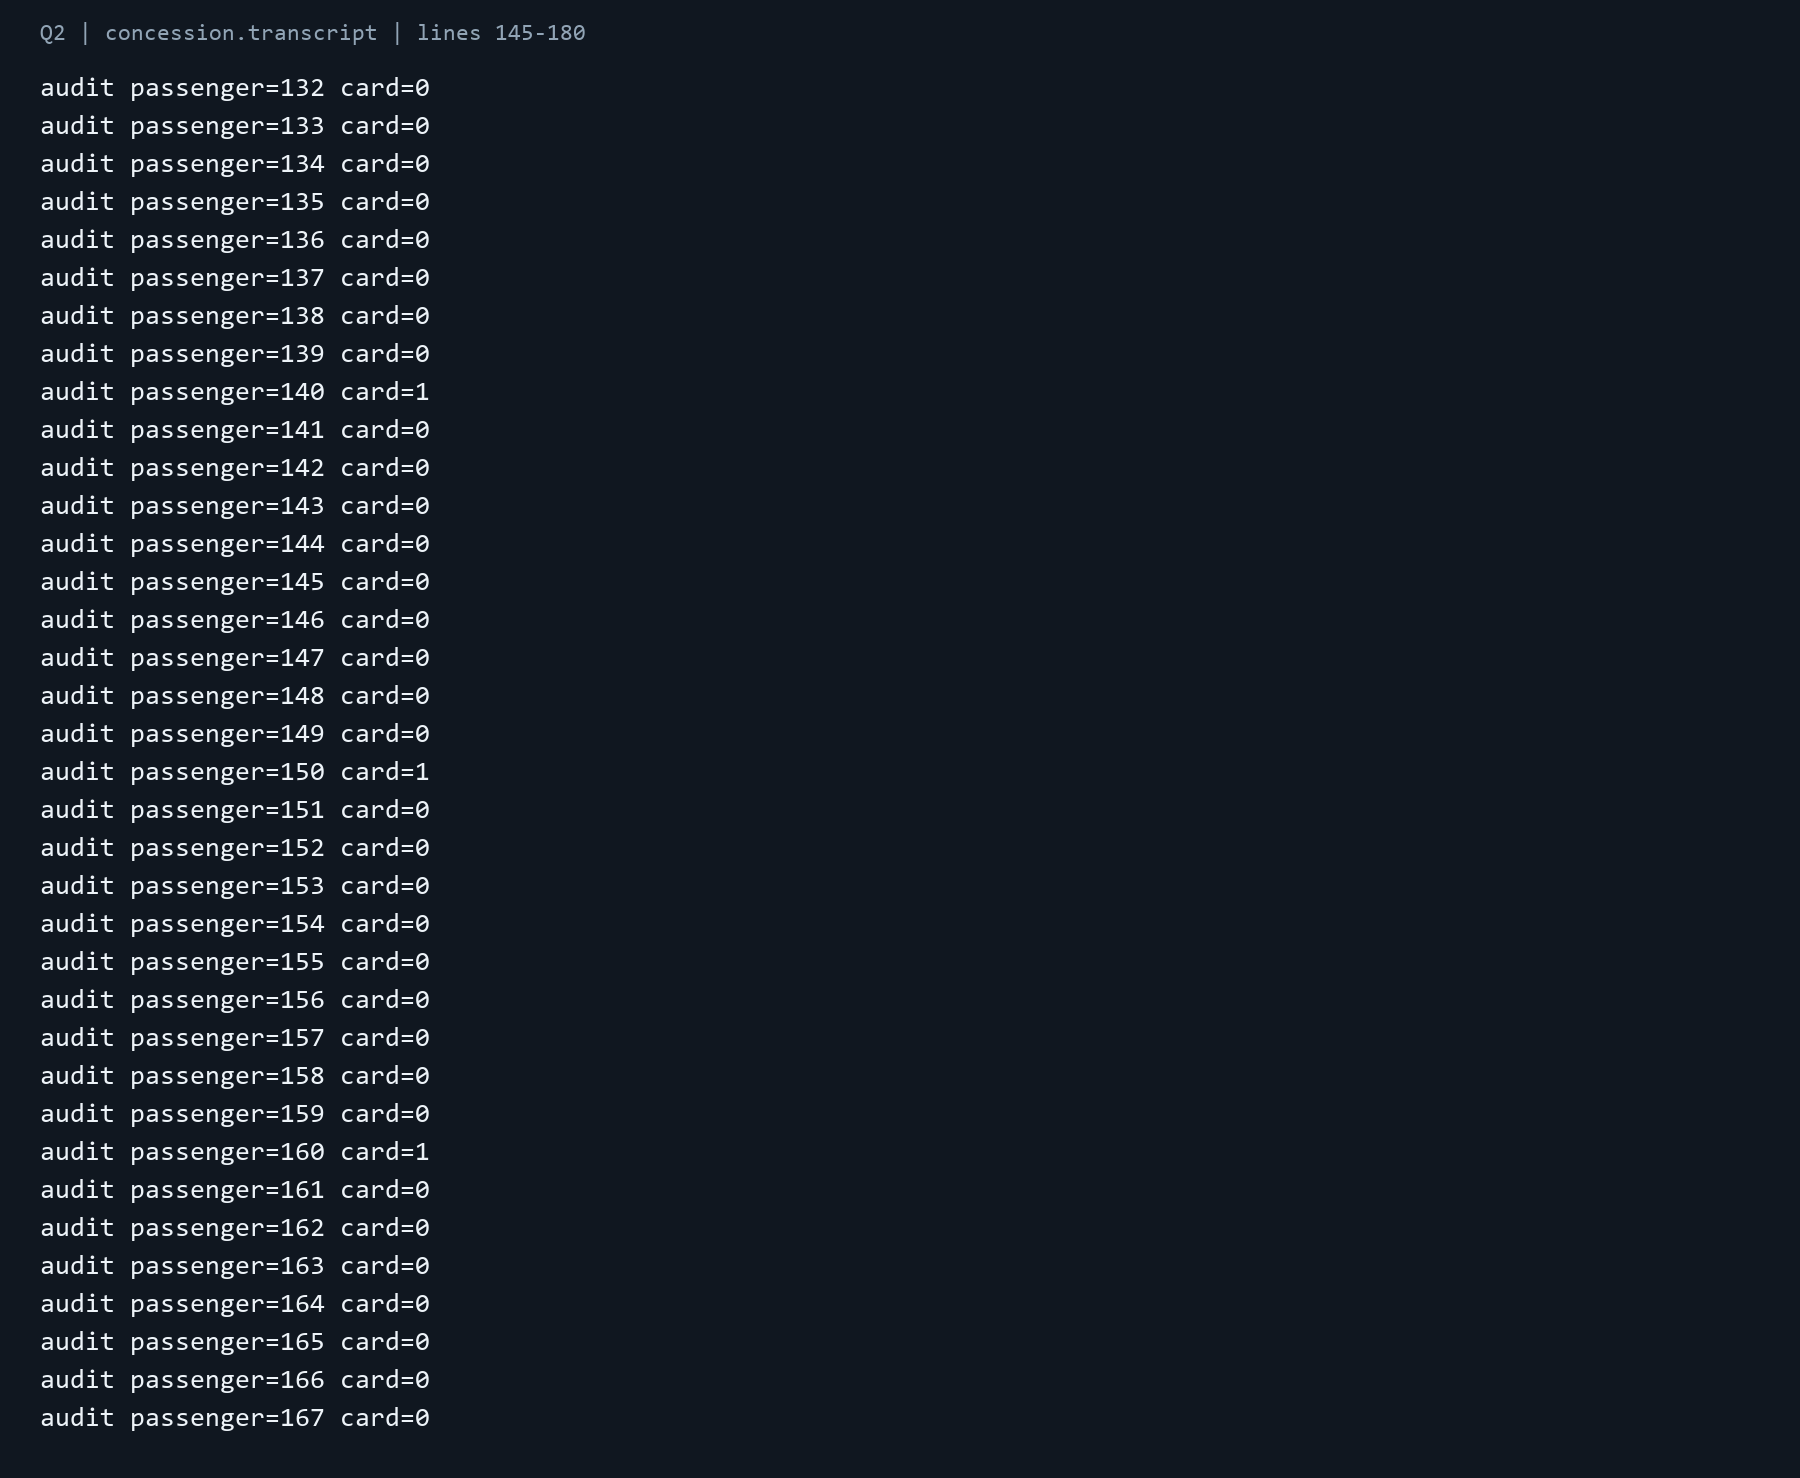 Q2 | concession.transcript | lines 145-180
audit passenger=132 card=0
audit passenger=133 card=0
audit passenger=134 card=0
audit passenger=135 card=0
audit passenger=136 card=0
audit passenger=137 card=0
audit passenger=138 card=0
audit passenger=139 card=0
audit passenger=140 card=1
audit passenger=141 card=0
audit passenger=142 card=0
audit passenger=143 card=0
audit passenger=144 card=0
audit passenger=145 card=0
audit passenger=146 card=0
audit passenger=147 card=0
audit passenger=148 card=0
audit passenger=149 card=0
audit passenger=150 card=1
audit passenger=151 card=0
audit passenger=152 card=0
audit passenger=153 card=0
audit passenger=154 card=0
audit passenger=155 card=0
audit passenger=156 card=0
audit passenger=157 card=0
audit passenger=158 card=0
audit passenger=159 card=0
audit passenger=160 card=1
audit passenger=161 card=0
audit passenger=162 card=0
audit passenger=163 card=0
audit passenger=164 card=0
audit passenger=165 card=0
audit passenger=166 card=0
audit passenger=167 card=0